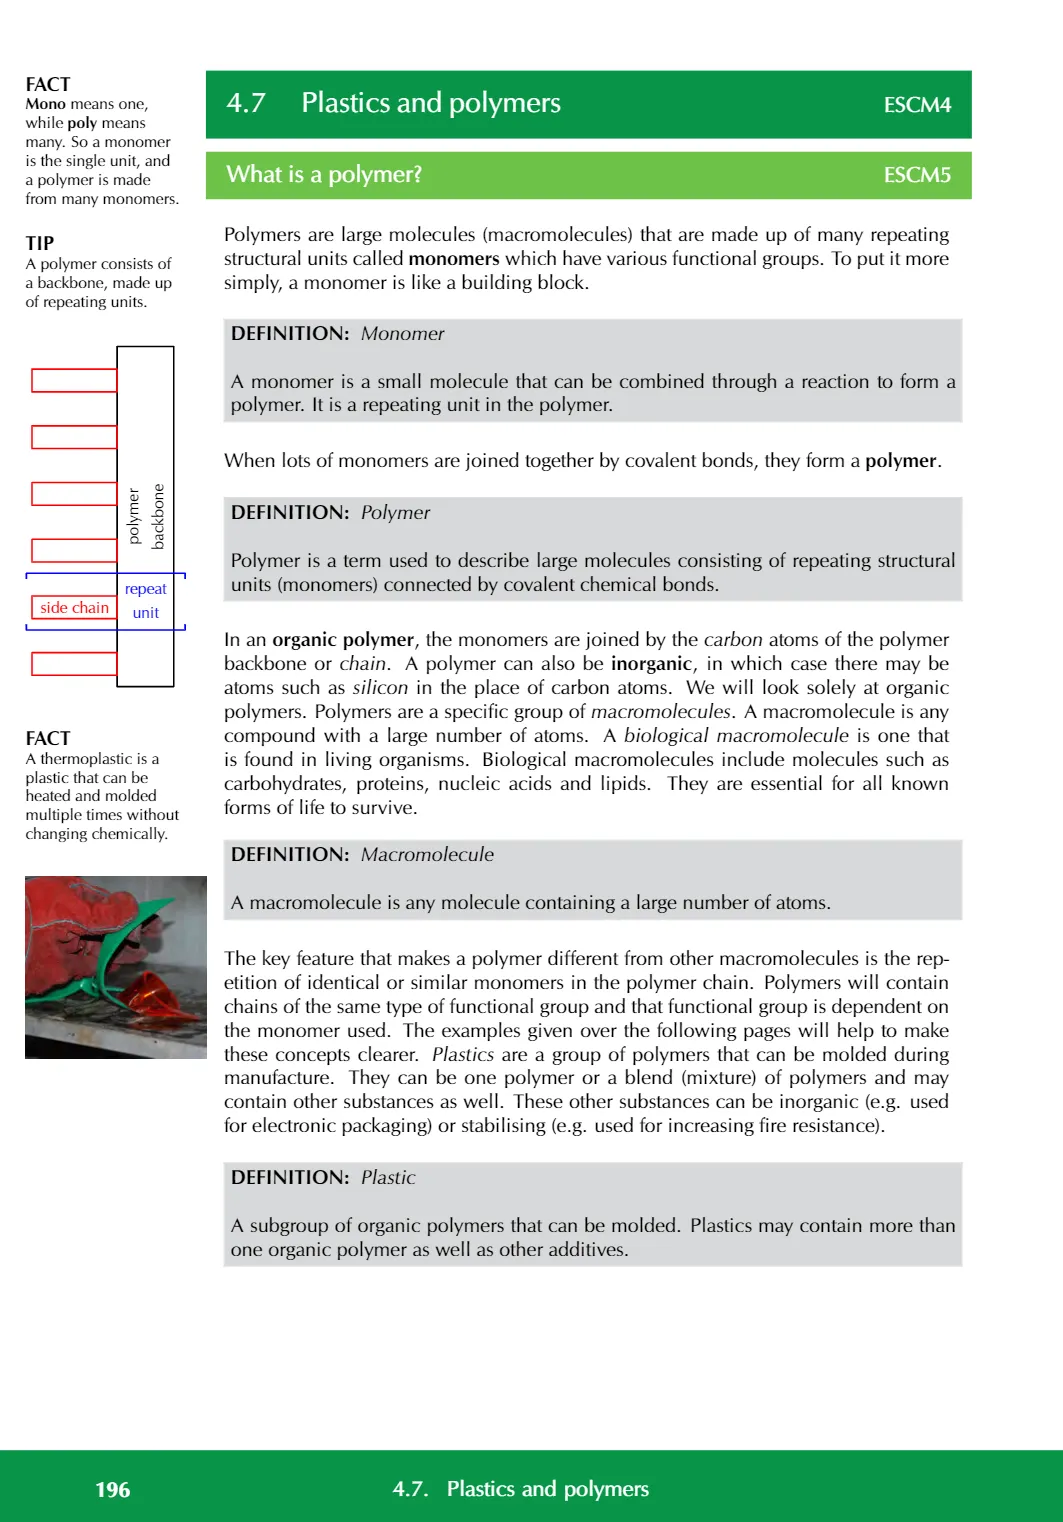 FACT
Mono means one,
while poly means
many. So a monomer
is the single unit, and
a polymer is made
from many monomers.
TIP
A polymer consists of
a backbone, made up
of repeating units.
polymer
backbone
repeat
unit
side chain
FACT
A thermoplastic is a
plastic that can be
heated and molded
multiple times without
changing chemically.
4.7 Plastics and polymers ESCM4
What is a polymer? ESCM5
Polymers are large molecules (macromolecules) that are made up of many repeating
structural units called monomers which have various functional groups. To put it more
simply, a monomer is like a building block.
DEFINITION: Monomer
A monomer is a small molecule that can be combined through a reaction to form a
polymer. It is a repeating unit in the polymer.
When lots of monomers are joined together by covalent bonds, they form a polymer.
DEFINITION: Polymer
Polymer is a term used to describe large molecules consisting of repeating structural
units (monomers) connected by covalent chemical bonds.
In an organic polymer, the monomers are joined by the carbon atoms of the polymer
backbone or chain. A polymer can also be inorganic, in which case there may be
atoms such as silicon in the place of carbon atoms. We will look solely at organic
polymers. Polymers are a specific group of macromolecules. A macromolecule is any
compound with a large number of atoms. A biological macromolecule is one that
is found in living organisms. Biological macromolecules include molecules such as
carbohydrates, proteins, nucleic acids and lipids. They are essential for all known
forms of life to survive.
DEFINITION: Macromolecule
A macromolecule is any molecule containing a large number of atoms.
The key feature that makes a polymer different from other macromolecules is the rep-
etition of identical or similar monomers in the polymer chain. Polymers will contain
chains of the same type of functional group and that functional group is dependent on
the monomer used. The examples given over the following pages will help to make
these concepts clearer. Plastics are a group of polymers that can be molded during
manufacture. They can be one polymer or a blend (mixture) of polymers and may
contain other substances as well. These other substances can be inorganic (e.g. used
for electronic packaging) or stabilising (e.g. used for increasing fire resistance).
DEFINITION: Plastic
A subgroup of organic polymers that can be molded. Plastics may contain more than
one organic polymer as well as other additives.
196 4.7. Plastics and polymers